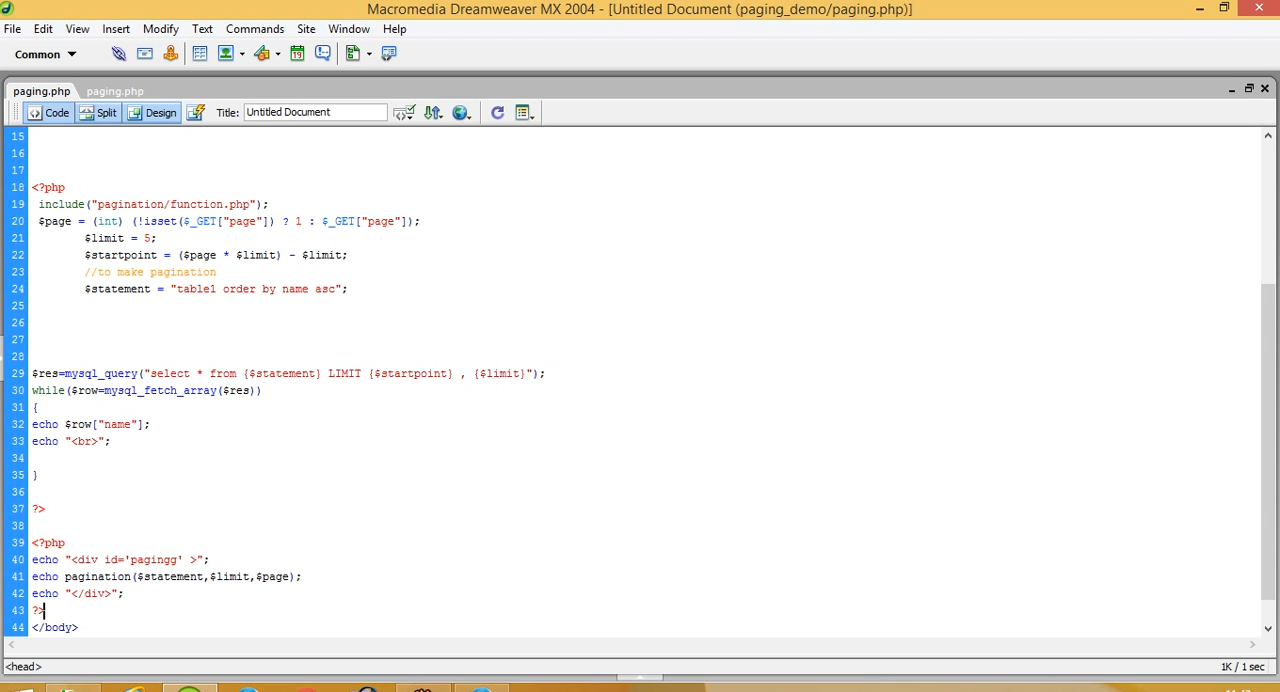 Macromedia Dreamweaver MX 2004 - [Untitled Document (paging_demo/paging.php)]
File Edit View Insert Modify Text Commands Site Window Help
Common
19
paging.php paging.php
Code Split Design Title: Untitled Document
15
16
17
18 <?php
19 include("pagination/function.php");
20 $page = (int) (!isset($_GET["page"]) ? 1 : $_GET["page"]);
21 $limit = 5;
22 $startpoint = ($page * $limit) - $limit;
23 //to make pagination
24 $statement = "table1 order by name asc";
25
26
27
28
29 $res=mysql_query("select * from {$statement} LIMIT {$startpoint} , {$limit}");
30 while($row=mysql_fetch_array($res))
31 {
32 echo $row["name"];
33 echo "<br>";
34
35 }
36
37 ?>
38
39 <?php
40 echo "<div id='pagingg' >";
41 echo pagination($statement,$limit,$page);
42 echo "</div>";
43 ?>
44 </body>
<head> 1K / 1 sec